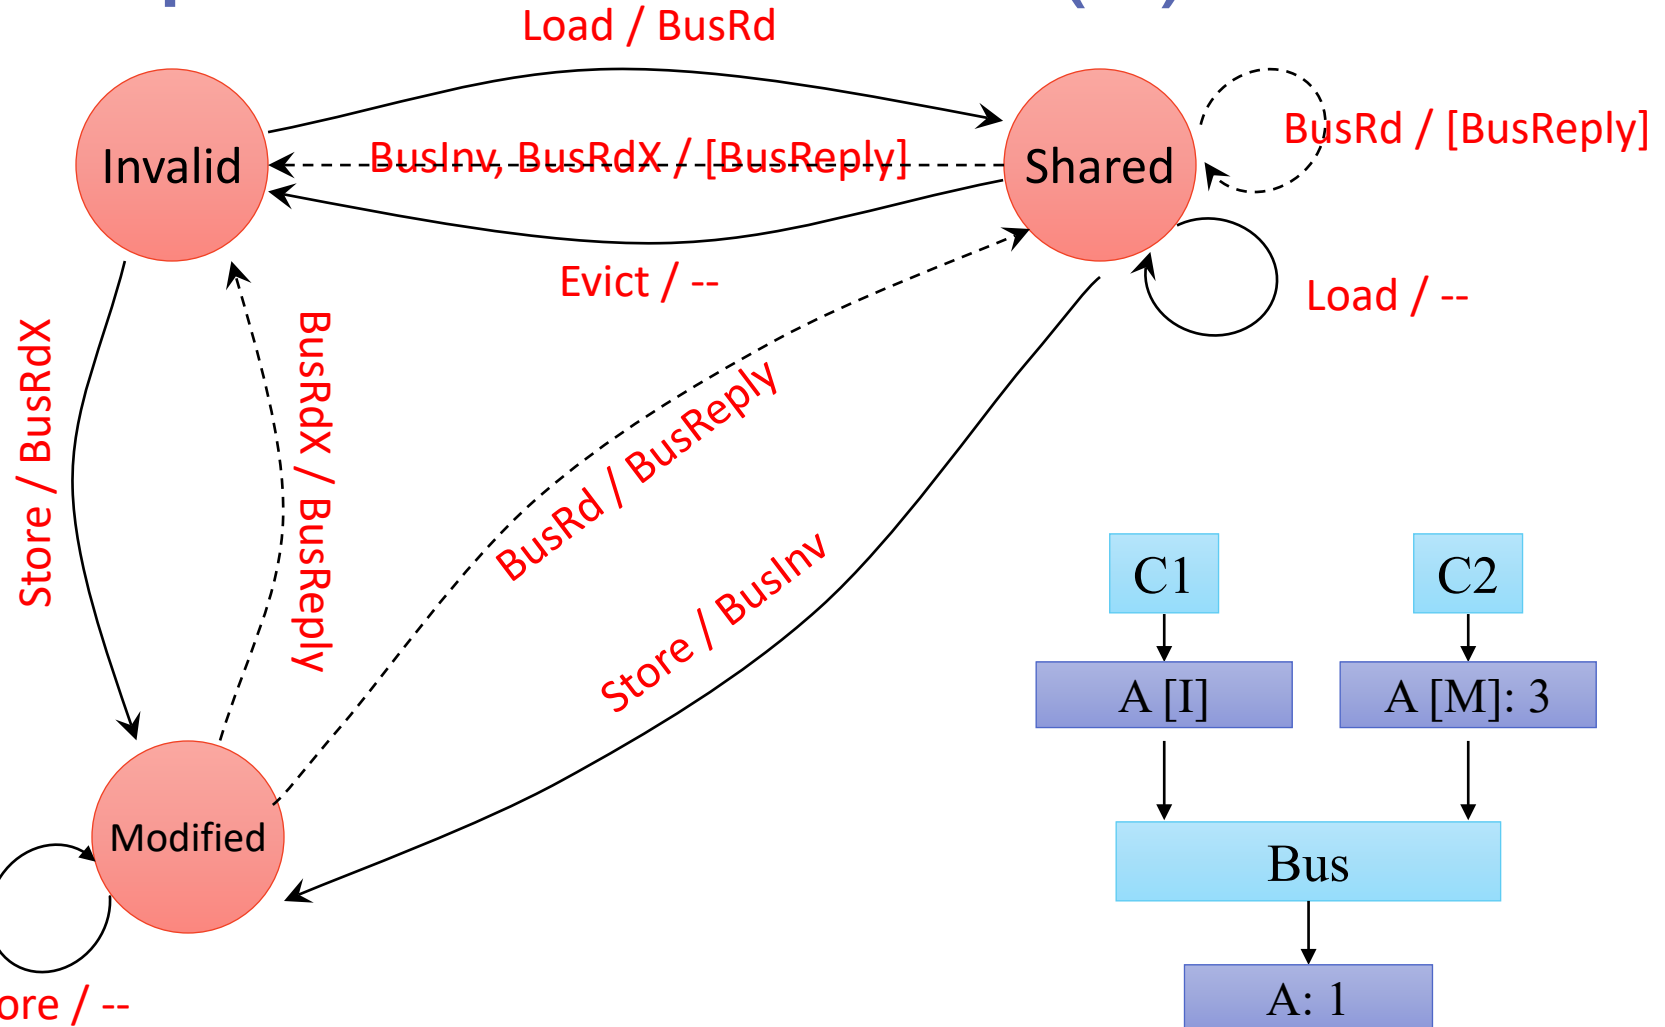 Load / BusRd
BusRd / [BusReply]
Invalid
BusInv, BusRdX / [BusReply]
Shared
Evict / --
Load / --
Store / BusRdX
BusRdX / BusReply
BusRd / BusReply
Store / BusInv
C1
C2
A [I]
A [M]: 3
Modified
Bus
/ --
A: 1